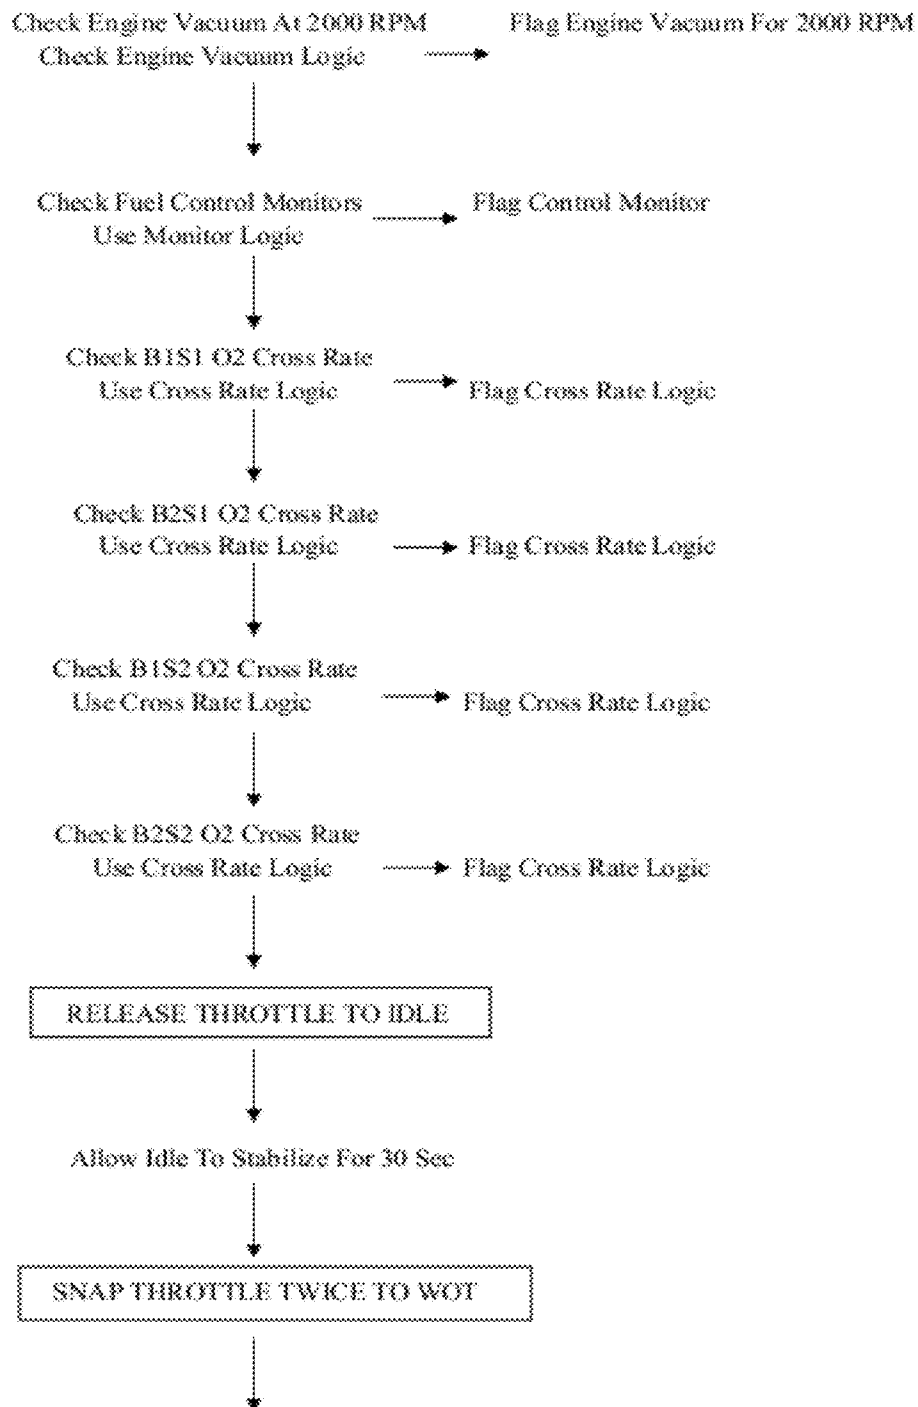 Check Engine Vacuum At 2000 RPM
Flag Engine Vacuum For 2000 RPM
Check Engine Vacuum Logic
Check Fuel Control Monitors
Flag Control Monitor
Use Monitor Logic
Check B1S1 O2 Cross Rate
Use Cross Rate Logic
Flag Cross Rate Logic
Check B2S1 O2 Cross Rate
Use Cross Rate Logic
Flag Cross Rate Logic
Check B1S2 O2 Cross Rate
Use Cross Rate Logic
Flag Cross Rate Logic
Check B2S2 O2 Cross Rate
Use Cross Rate Logic
Flag Cross Rate Logic
RELEASE THROTTLE TO IDLE
Allow Idle To Stabilize For 30 Sec
SNAP THROTTLE TWICE TO WOT